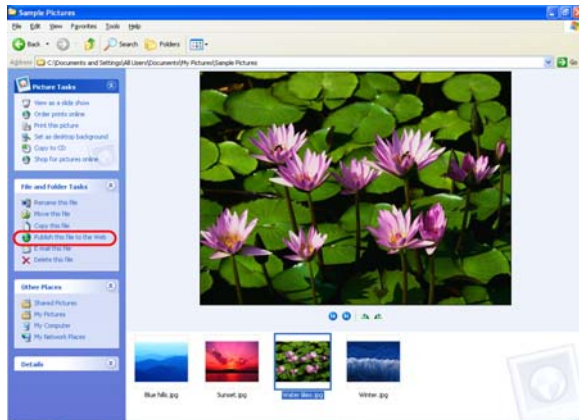 Sample Pictures
File Edit View Favorites Tools Help
Back Search Folders
Address C:\Documents and Settings\All Users\Documents\My Pictures\Sample Pictures Go
Picture Tasks
View as a slide show
Order prints online
Print this picture
Set as desktop background
Copy to CD
Shop for pictures online
File and Folder Tasks
Rename this file
Move this file
Copy this file
Publish this file to the Web
E-mail this file
Delete this file
Other Places
Shared Pictures
My Pictures
My Computer
My Network Places
Details
Blue hills.jpg Sunset.jpg Water lilies.jpg Winter.jpg